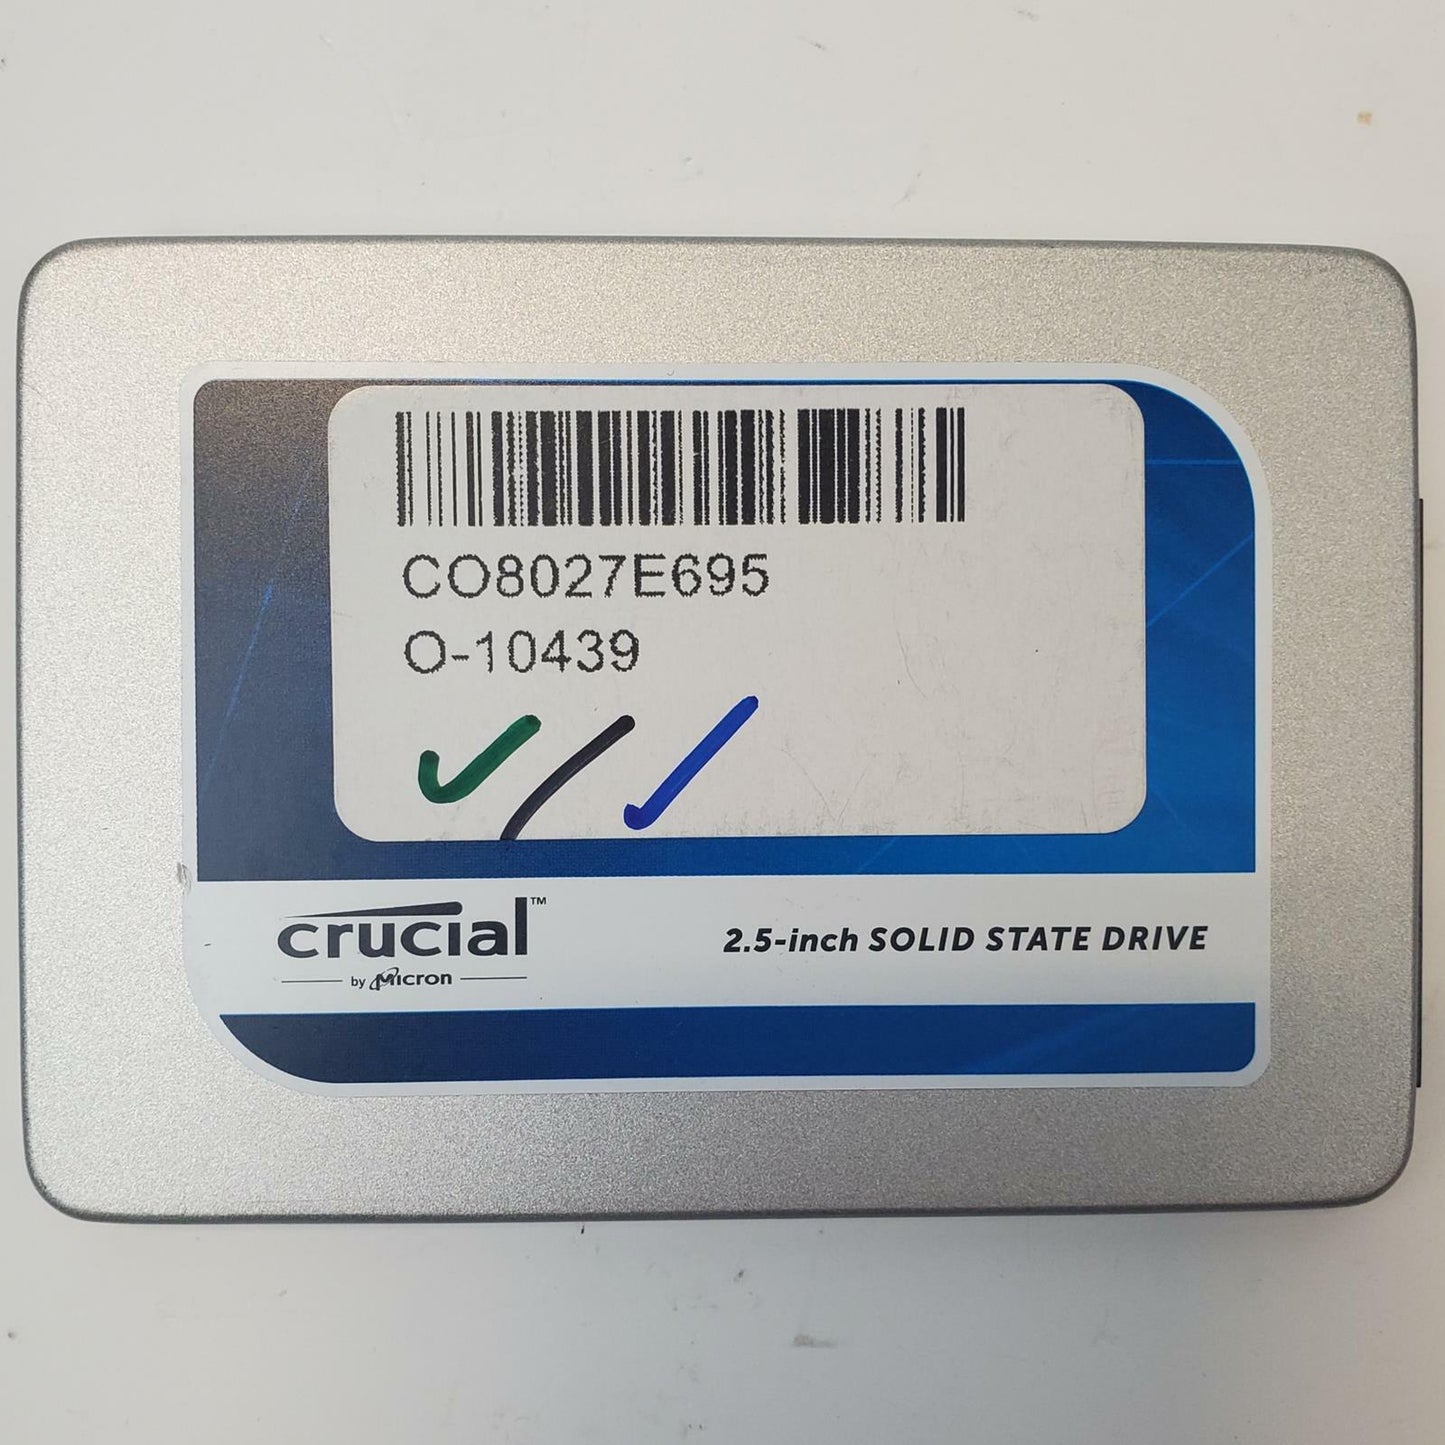 CO8027E695
O-10439
crucial™
by Micron
2.5-inch SOLID STATE DRIVE